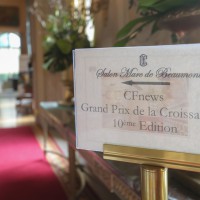 Salon Marc de Beaumont
CFnews
Grand Prix de la Croissa
10ème Edition